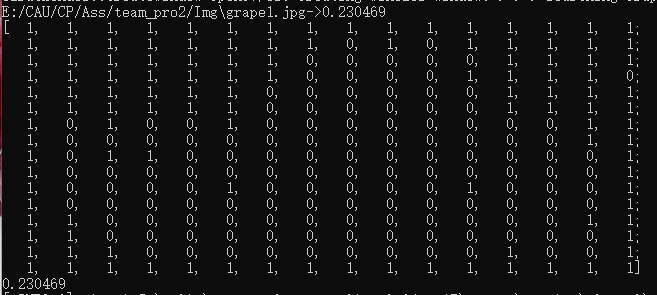 E:/CAU/CP/Ass/team_pro2/Img\grape1.jpg->0.230469
[ 1, 1, 1, 1, 1, 1, 1, 1, 1, 1, 1, 1, 1, 1, 1, 1;
1, 1, 1, 1, 1, 1, 1, 1, 0, 1, 0, 1, 1, 1, 1, 1;
1, 1, 1, 1, 1, 1, 1, 0, 0, 0, 0, 1, 1, 1, 1, 1;
1, 1, 1, 1, 1, 1, 1, 0, 0, 0, 0, 1, 1, 1, 1, 0;
1, 1, 1, 1, 1, 1, 0, 0, 0, 0, 0, 0, 0, 1, 1, 1;
1, 1, 1, 1, 1, 1, 0, 0, 0, 0, 0, 0, 1, 1, 1, 1;
1, 0, 1, 0, 0, 1, 0, 0, 0, 0, 0, 0, 0, 0, 1, 1;
1, 0, 0, 0, 0, 0, 0, 0, 0, 0, 0, 0, 0, 0, 1, 1;
1, 0, 1, 1, 0, 0, 0, 0, 0, 0, 0, 0, 0, 0, 0, 1;
1, 0, 0, 0, 0, 0, 0, 0, 0, 0, 0, 0, 0, 0, 0, 1;
1, 0, 0, 0, 0, 1, 0, 0, 0, 0, 0, 1, 0, 0, 0, 1;
1, 0, 0, 0, 0, 0, 0, 0, 0, 0, 0, 0, 0, 0, 0, 1;
1, 1, 0, 0, 0, 0, 0, 0, 0, 0, 0, 0, 0, 0, 1, 1;
1, 1, 0, 0, 0, 0, 0, 0, 0, 0, 0, 0, 0, 0, 0, 1;
1, 1, 1, 0, 0, 0, 0, 0, 0, 0, 0, 0, 1, 0, 0, 1;
1, 1, 1, 1, 1, 1, 1, 1, 1, 1, 1, 1, 1, 1, 1, 1]
0.230469